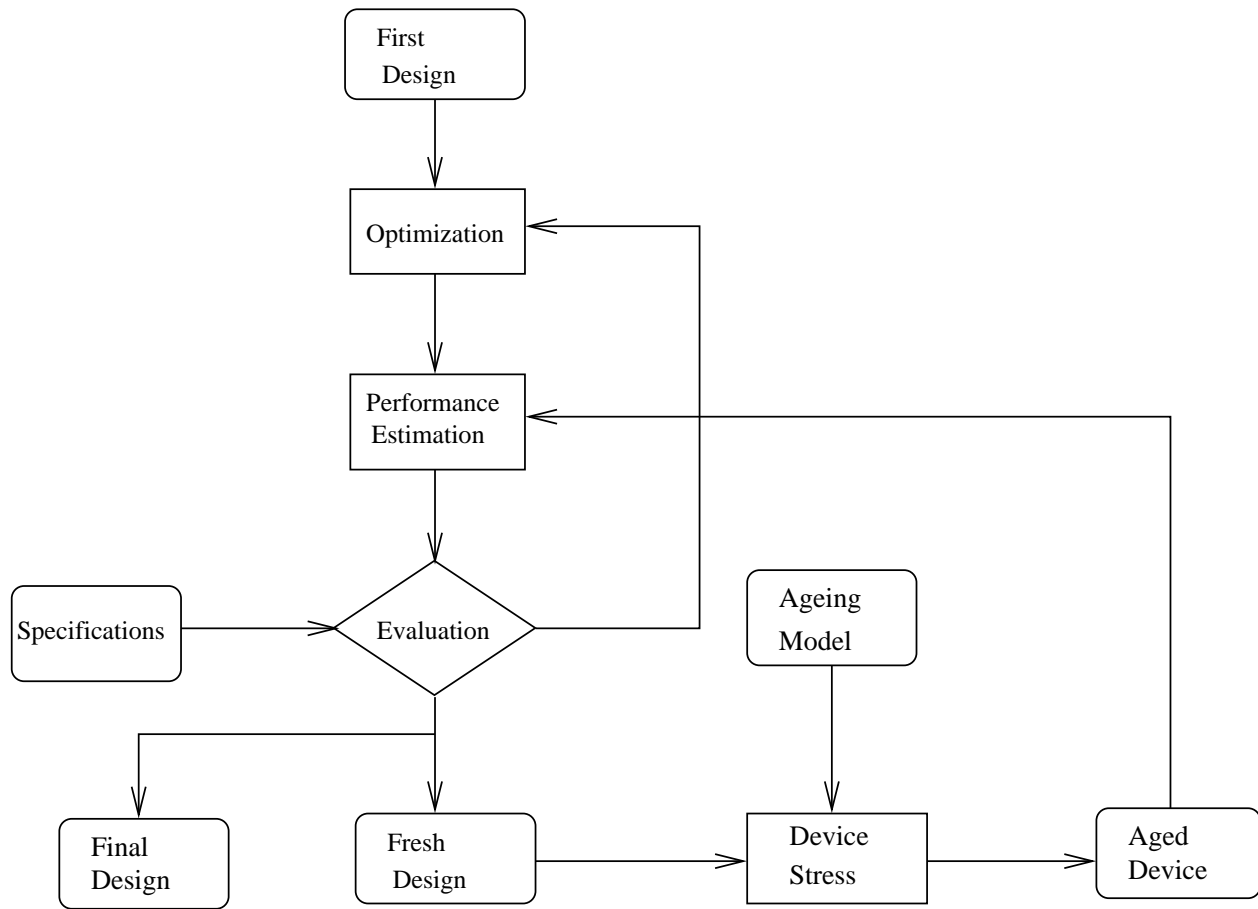 First
Design
Optimization
Performance
Estimation
Specifications
Evaluation
Ageing
Model
Final
Design
Fresh
Design
Device
Stress
Aged
Device